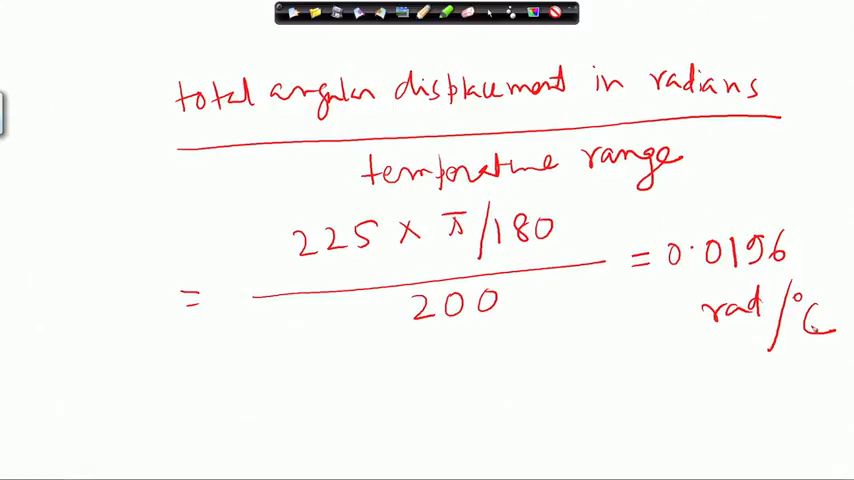 total angular displacement in radians
temperature range
225 × π/180
= 200 = 0.0196
rad/°C